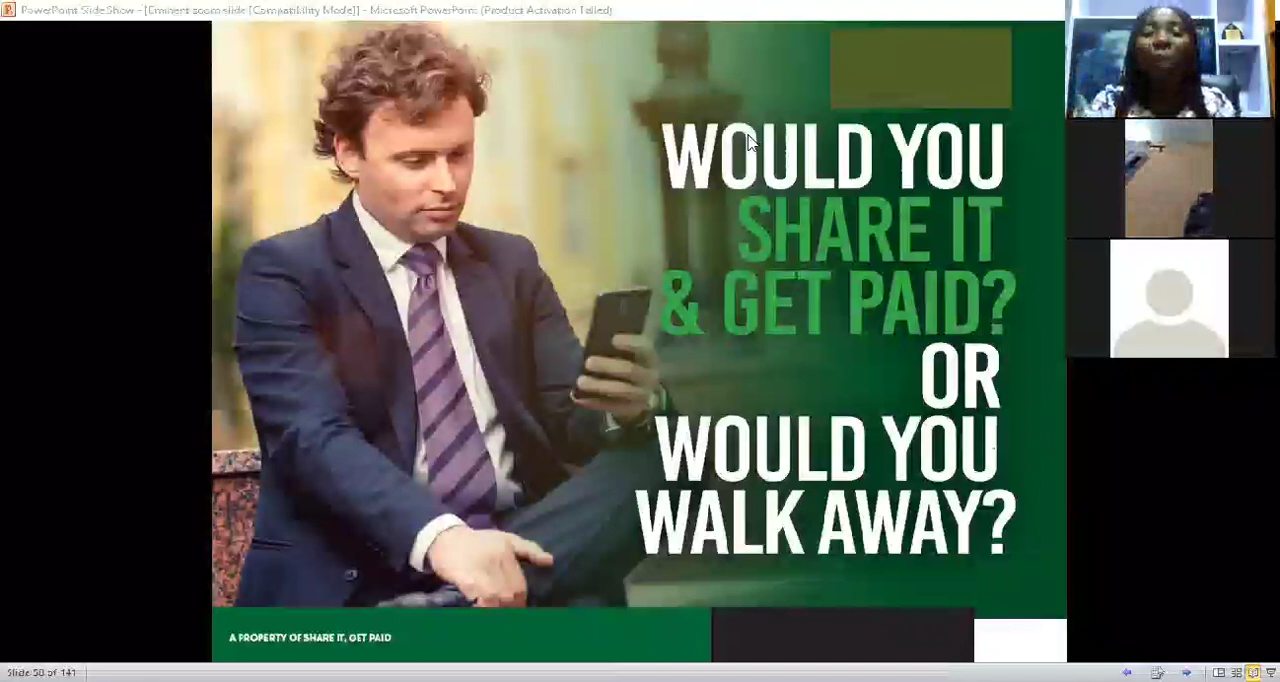 PowerPoint Slide Show - [Eminent zoom slide [Compatibility Mode]] - Microsoft PowerPoint (Product Activation Failed)
WOULD YOU
SHARE IT
& GET PAID?
OR
WOULD YOU
WALK AWAY?
A PROPERTY OF SHARE IT, GET PAID
Slide 50 of 141